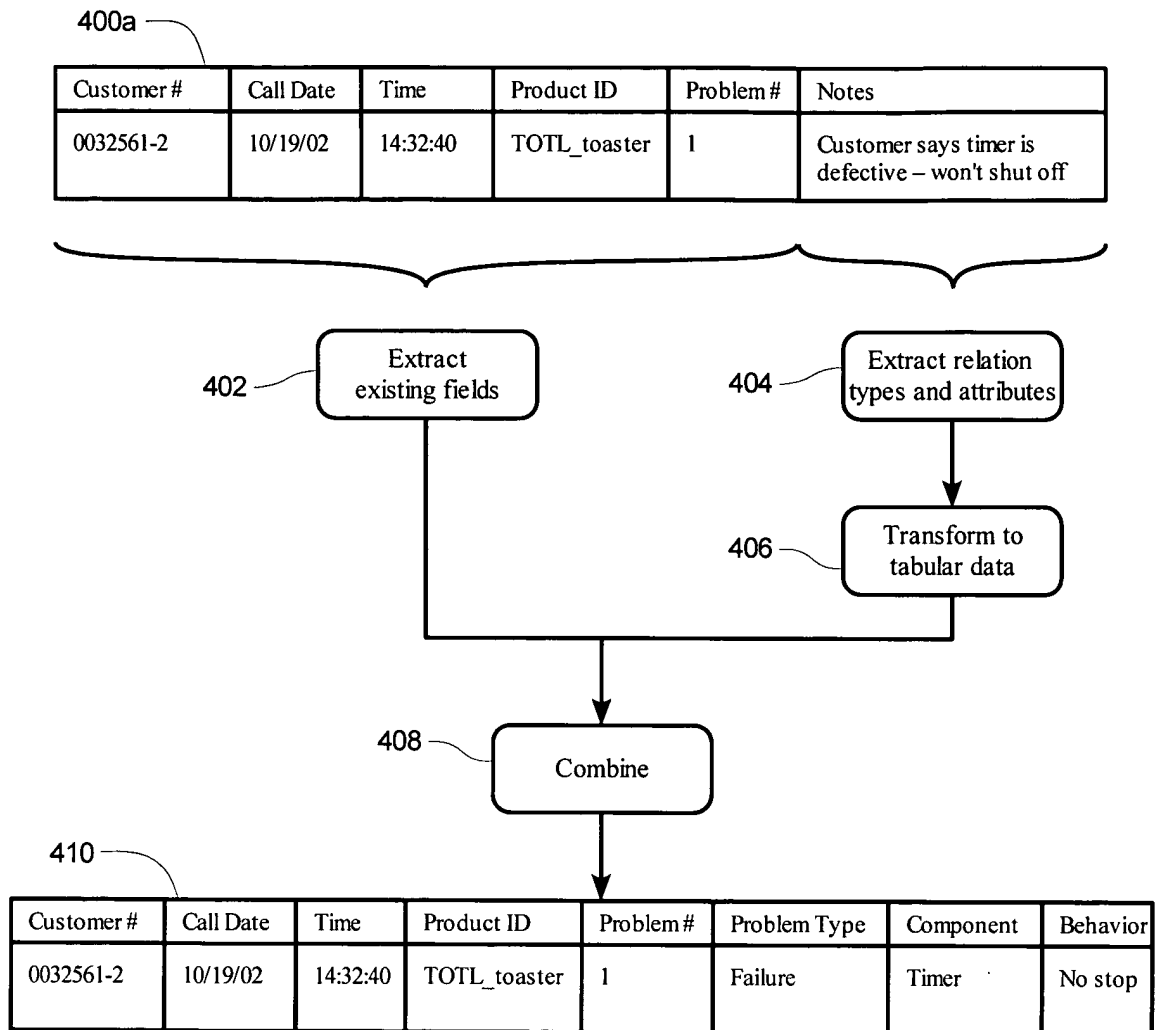 400a
Customer # Call Date Time Product ID Problem # Notes
0032561-2 10/19/02 14:32:40 TOTL_toaster 1 Customer says timer is
defective – won't shut off
402
Extract
existing fields
404
Extract relation
types and attributes
406
Transform to
tabular data
408
Combine
410
Customer # Call Date Time Product ID Problem # Problem Type Component Behavior
0032561-2 10/19/02 14:32:40 TOTL_toaster 1 Failure Timer No stop